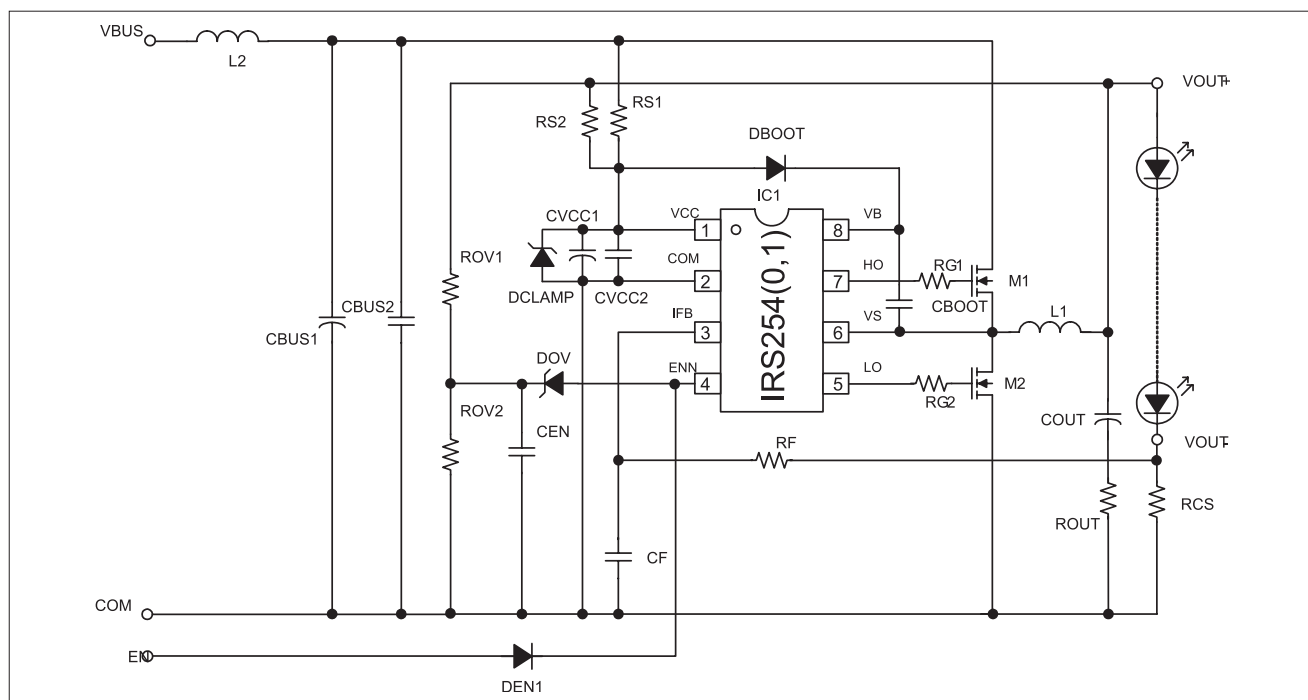 VBUS
L2
RS1
RS2
VOUT+
DBOOT
IC1
CVCC1
VCC
1
8
VB
ROV1
COM
2
7
HO
RG1
M1
DCLAMP
CVCC2
CBOOT
CBUS1
CBUS2
IFB
3
6
VS
L1
IRS254(0,1)
DOV
ENN
4
5
LO
M2
RG2
ROV2
CEN
COUT
RF
VOUT-
ROUT
RCS
CF
COM
EN
DEN1